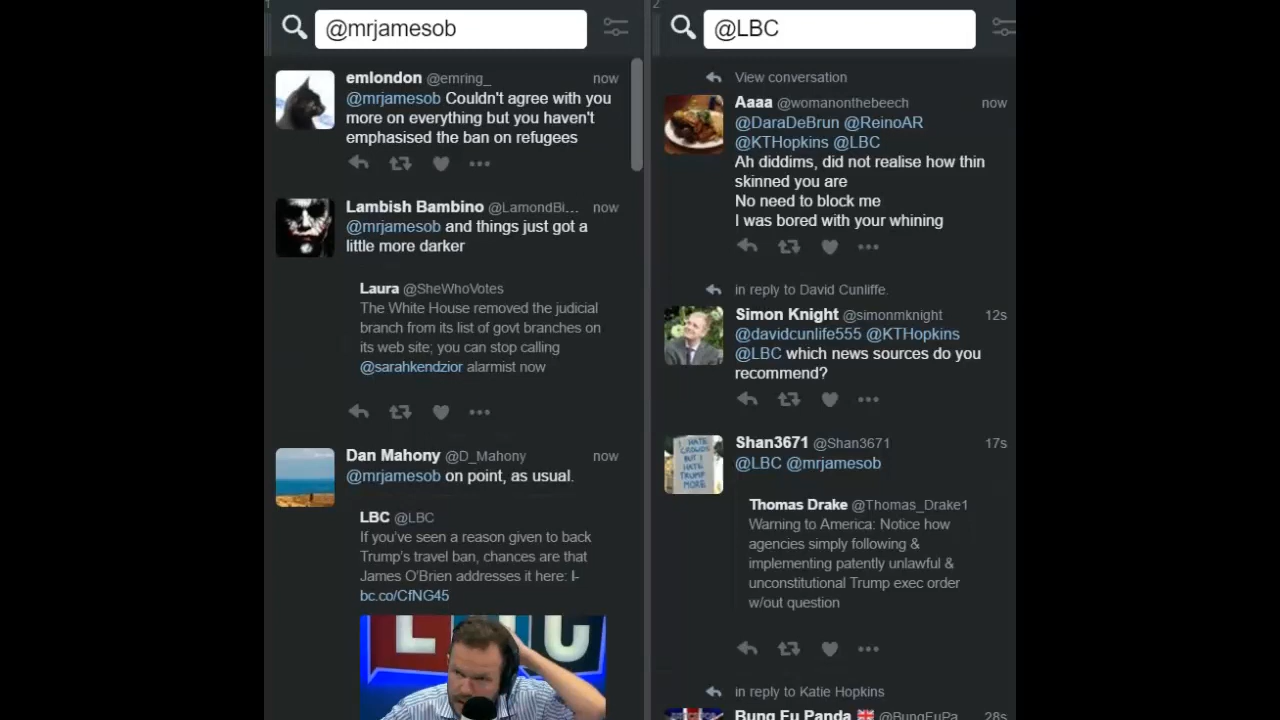 1
@mrjamesob
emlondon @emring_ now
@mrjamesob Couldn't agree with you
more on everything but you haven't
emphasised the ban on refugees
Lambish Bambino @LamondBi... now
@mrjamesob and things just got a
little more darker
Laura @SheWhoVotes
The White House removed the judicial
branch from its list of govt branches on
its web site; you can stop calling
@sarahkendzior alarmist now
Dan Mahony @D_Mahony now
@mrjamesob on point, as usual.
LBC @LBC
If you've seen a reason given to back
Trump's travel ban, chances are that
James O'Brien addresses it here: l-
bc.co/CfNG45
LBC
2
@LBC
View conversation
Aaaa @womanonthebeech now
@DaraDeBrun @ReinoAR
@KTHopkins @LBC
Ah diddims, did not realise how thin
skinned you are
No need to block me
I was bored with your whining
in reply to David Cunliffe.
Simon Knight @simonmknight 12s
@davidcunlife555 @KTHopkins
@LBC which news sources do you
recommend?
Shan3671 @Shan3671 17s
@LBC @mrjamesob
I HATE
CROWDS
BUT I
HATE
TRUMP
MORE
Thomas Drake @Thomas_Drake1
Warning to America: Notice how
agencies simply following &
implementing patently unlawful &
unconstitutional Trump exec order
w/out question
in reply to Katie Hopkins
Bung Fu Panda @BungFuPa... 28s